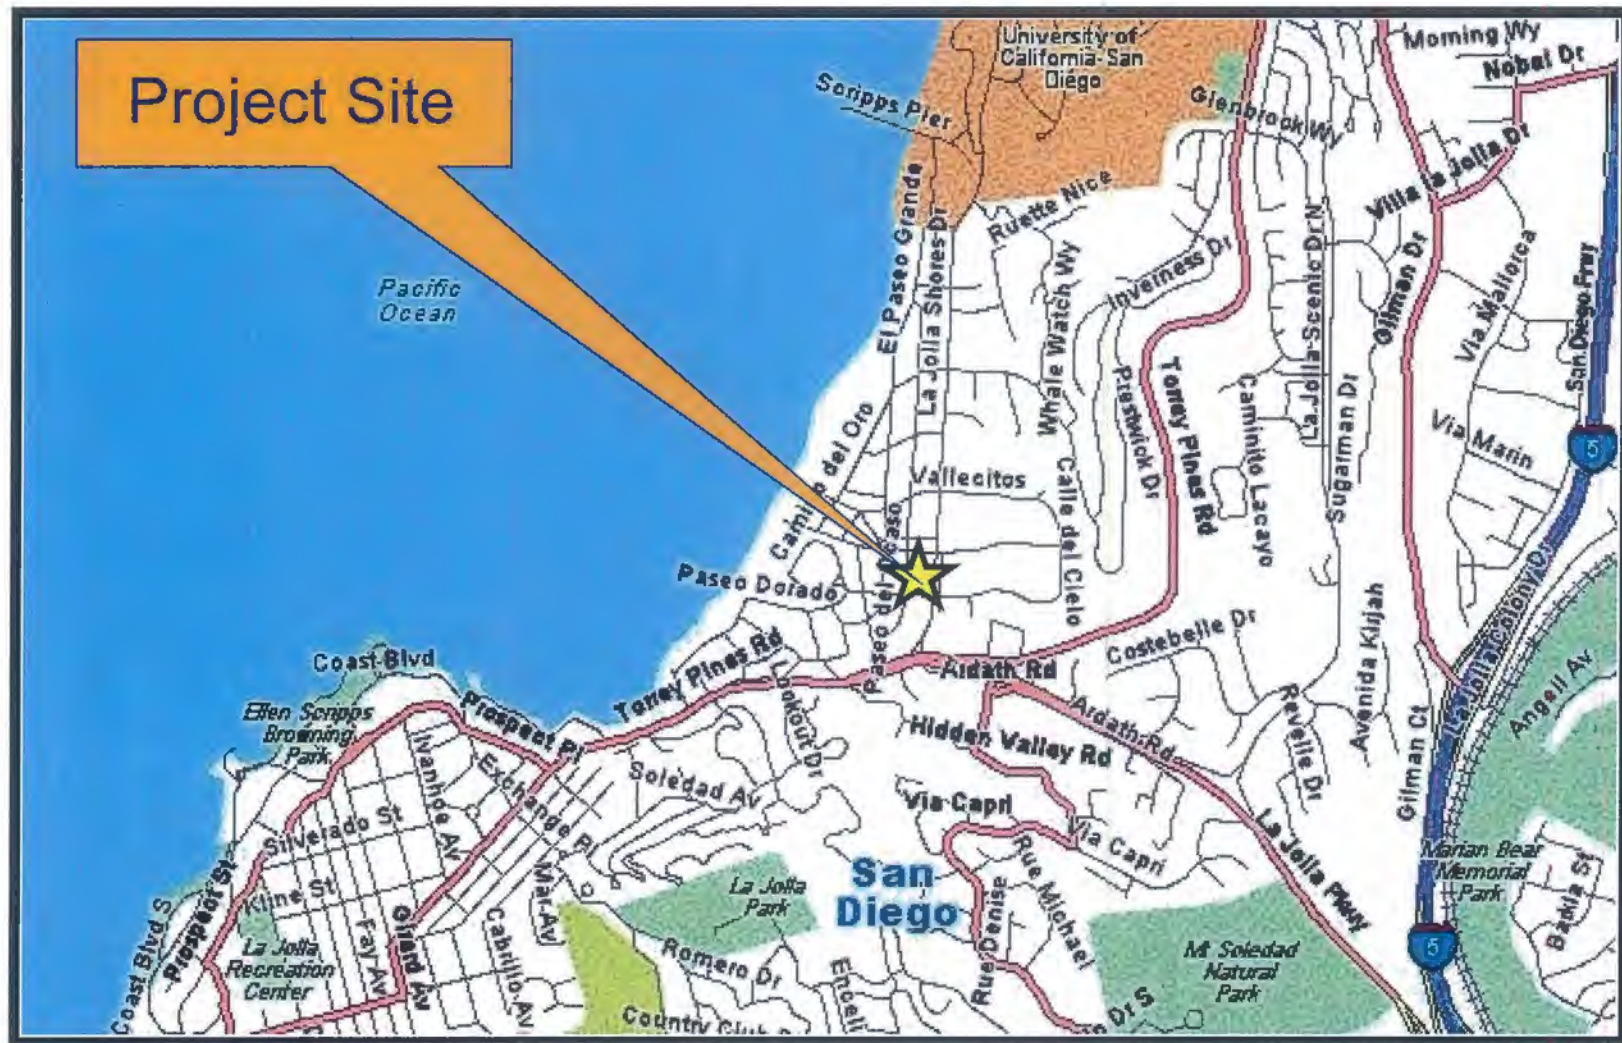 Project Site
University of
California-San
Diego
Morning Wy
Nobel Dr
Scripps Pier
Glenbrook Wy
Villa la Jolla Dr
Ruette Nice
El Paseo Grande
La Jolla Shores Dr
Inverness Dr
La Jolla Scenic Dr N
Gilman Dr
Via Mallorca
San Diego Frwy
Pacific
Ocean
Whale Watch Wy
Prestwick Dr
Torrey Pines Rd
Caminito Lacayo
Sugarman Dr
Via Marin
5
Camino del Oro
Vallecitos
Calle del Cielo
Paseo Dorado
Paseo del Ocaso
Costebelle Dr
Avenida Kirjah
La Jolla Colony Dr
Angell Av
Coast Blvd
Torrey Pines Rd
Lookout Dr
Ardath Rd
Ardath Rd
Revelle Dr
Gilman Ct
Ellen Scripps
Browning
Park
Prospect Pl
Hidden Valley Rd
Ivanhoe Av
Exchange Pl
Soledad Av
Via Capri
Via Capri
La Jolla Pkwy
Silverado St
Prospect St
Kline St
Mar Av
La Jolla
Park
San
Diego
Rue Michael
Rue Denise
Marian Bear
Memorial
Park
Coast Blvd S
La Jolla
Recreation
Center
Fay Av
Girard Av
Cabrillo Av
Romero Dr
Mt Soledad
Natural
Park
5
Country Club
Dr S